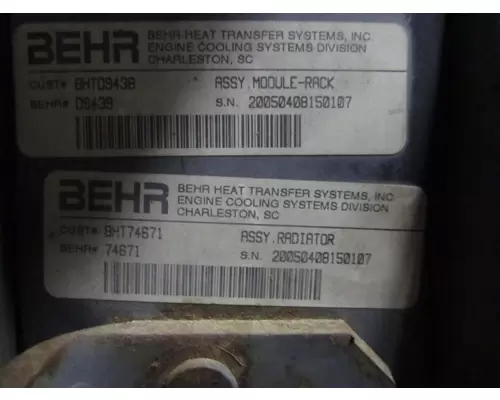 BEHR
BEHR HEAT TRANSFER SYSTEMS, INC.
ENGINE COOLING SYSTEMS DIVISION
CHARLESTON, SC
CUST# BHTD9438 ASSY.MODULE-RACK
BEHR# D9439 S.N. 20050408150107
BEHR
BEHR HEAT TRANSFER SYSTEMS, INC.
ENGINE COOLING SYSTEMS DIVISION
CHARLESTON, SC
CUST# BHT74671 ASSY.RADIATOR
BEHR# 74671 S.N. 20050408150107